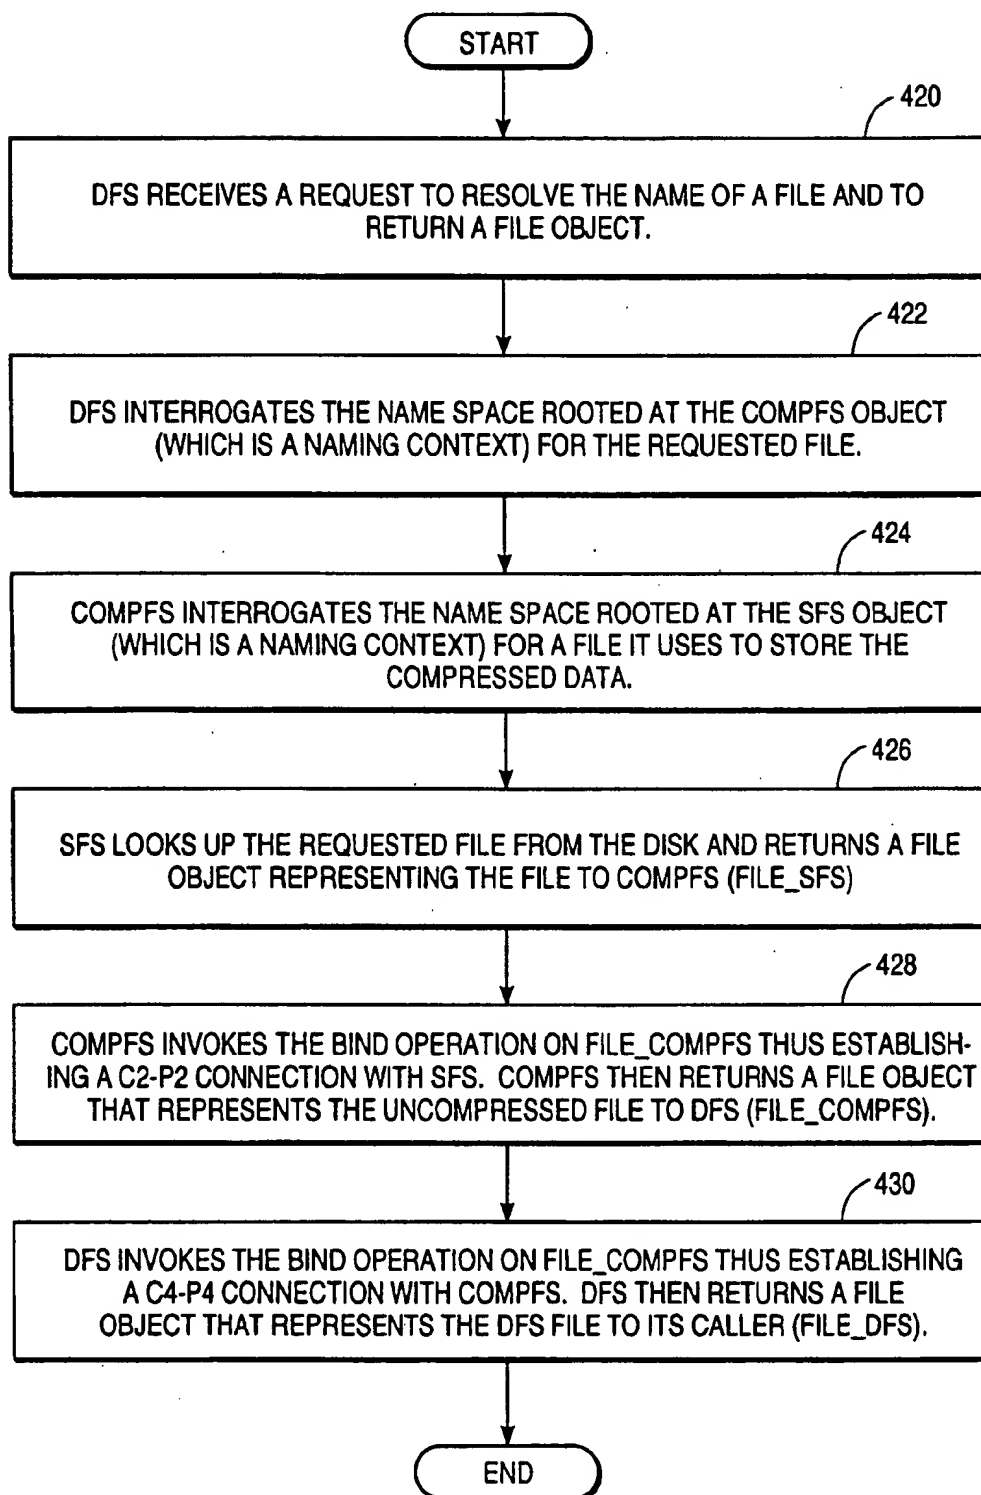 START
420
DFS RECEIVES A REQUEST TO RESOLVE THE NAME OF A FILE AND TO
RETURN A FILE OBJECT.
422
DFS INTERROGATES THE NAME SPACE ROOTED AT THE COMPFS OBJECT
(WHICH IS A NAMING CONTEXT) FOR THE REQUESTED FILE.
424
COMPFS INTERROGATES THE NAME SPACE ROOTED AT THE SFS OBJECT
(WHICH IS A NAMING CONTEXT) FOR A FILE IT USES TO STORE THE
COMPRESSED DATA.
426
SFS LOOKS UP THE REQUESTED FILE FROM THE DISK AND RETURNS A FILE
OBJECT REPRESENTING THE FILE TO COMPFS (FILE_SFS)
428
COMPFS INVOKES THE BIND OPERATION ON FILE_COMPFS THUS ESTABLISH-
ING A C2-P2 CONNECTION WITH SFS. COMPFS THEN RETURNS A FILE OBJECT
THAT REPRESENTS THE UNCOMPRESSED FILE TO DFS (FILE_COMPFS).
430
DFS INVOKES THE BIND OPERATION ON FILE_COMPFS THUS ESTABLISHING
A C4-P4 CONNECTION WITH COMPFS. DFS THEN RETURNS A FILE
OBJECT THAT REPRESENTS THE DFS FILE TO ITS CALLER (FILE_DFS).
END